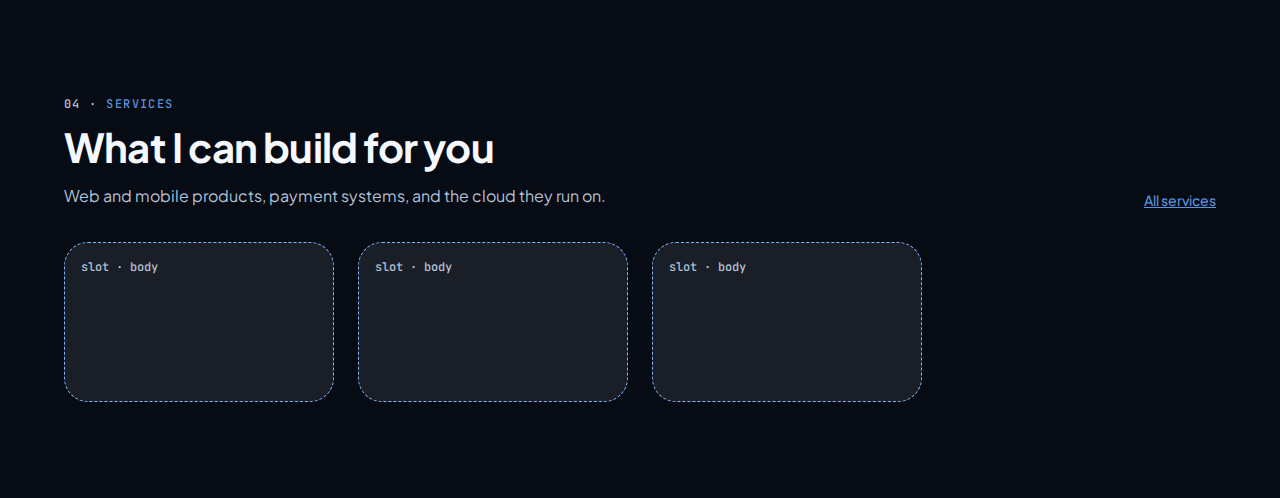 04 · SERVICES
What I can build for you
Web and mobile products, payment systems, and the cloud they run on.
All services
slot · body
slot · body
slot · body